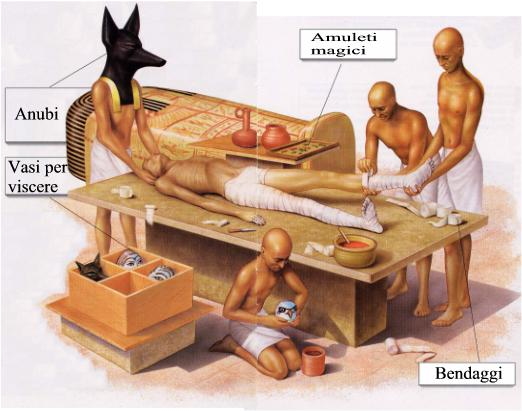 Amuleti
magici
Anubi
Vasi per
viscere
Bendaggi